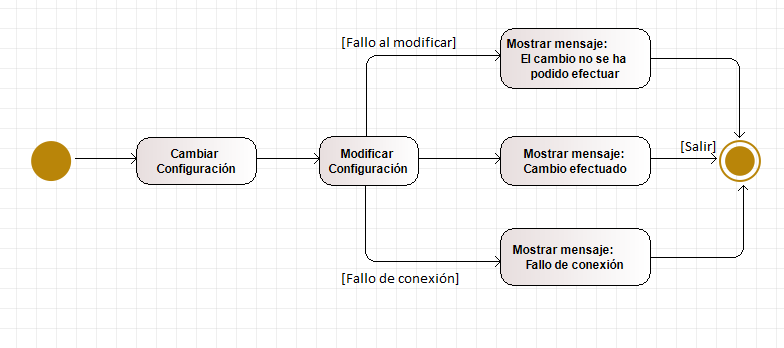 [Fallo al modificar]
Mostrar mensaje:
El cambio no se ha
podido efectuar
Cambiar
Configuración
Modificar
Configuración
Mostrar mensaje:
Cambio efectuado
[Salir]
[Fallo de conexión]
Mostrar mensaje:
Fallo de conexión